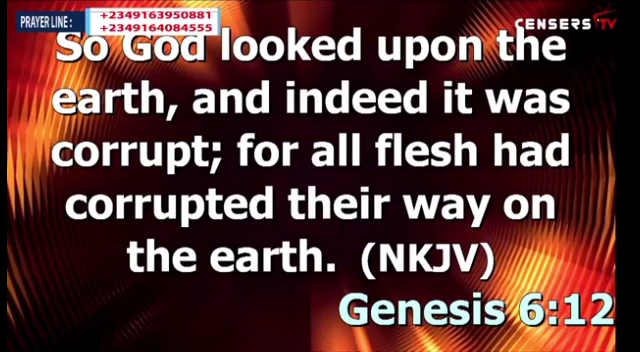 PRAYER LINE :
+2349163950881
+2349164084555
CENSERS TV
So God looked upon the
earth, and indeed it was
corrupt; for all flesh had
corrupted their way on
the earth. (NKJV)
Genesis 6:12